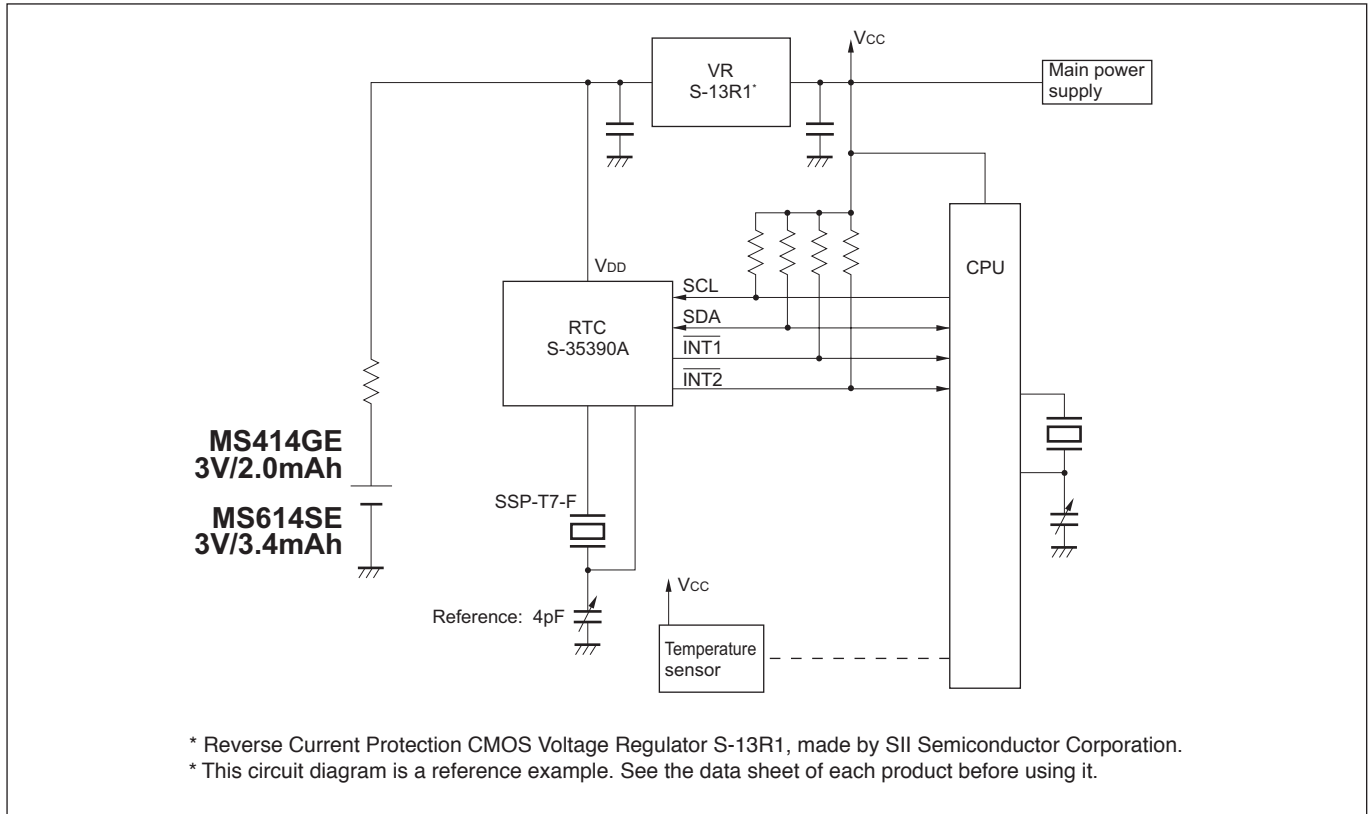 Vcc
VR
S-13R1*
Main power
supply
VDD
SCL
SDA
INT1
INT2
RTC
S-35390A
CPU
MS414GE
3V/2.0mAh
MS614SE
3V/3.4mAh
SSP-T7-F
Reference: 4pF
Vcc
Temperature
sensor
* Reverse Current Protection CMOS Voltage Regulator S-13R1, made by SII Semiconductor Corporation.
* This circuit diagram is a reference example. See the data sheet of each product before using it.